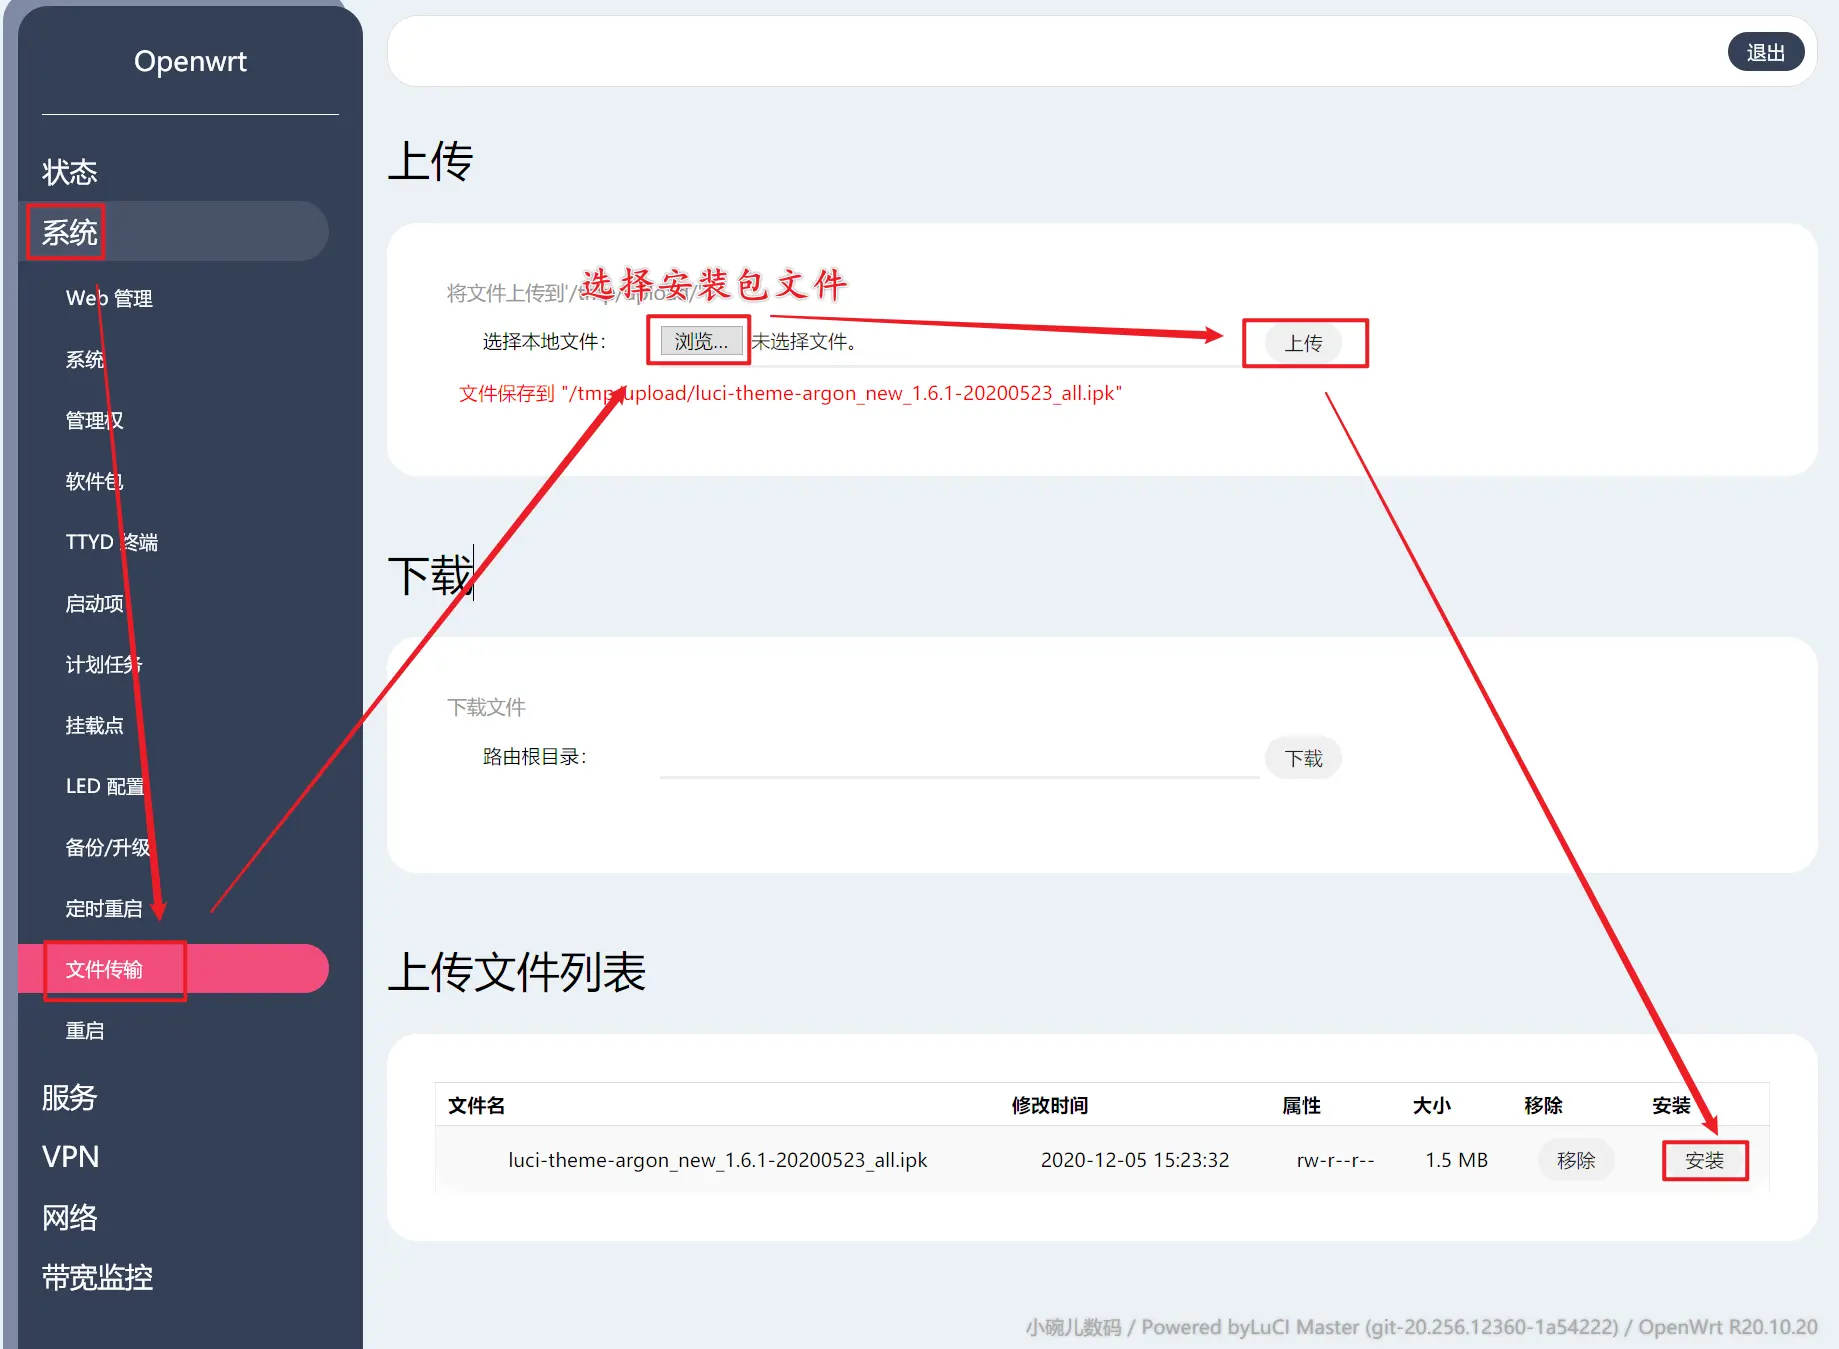 Openwrt
状态
系统
Web 管理
系统
管理权
软件包
TTYD 终端
启动项
计划任务
挂载点
LED 配置
备份/升级
定时重启
文件传输
重启
服务
VPN
网络
带宽监控
退出
上传
选择安装包文件
将文件上传到'/tmp/upload/'
选择本地文件： 浏览... 未选择文件。 上传
文件保存到 "/tmp/upload/luci-theme-argon_new_1.6.1-20200523_all.ipk"
下载
下载文件
路由根目录： 下载
上传文件列表
文件名 修改时间 属性 大小 移除 安装
luci-theme-argon_new_1.6.1-20200523_all.ipk 2020-12-05 15:23:32 rw-r--r-- 1.5 MB 移除 安装
小碗儿数码 / Powered byLuCI Master (git-20.256.12360-1a54222) / OpenWrt R20.10.20